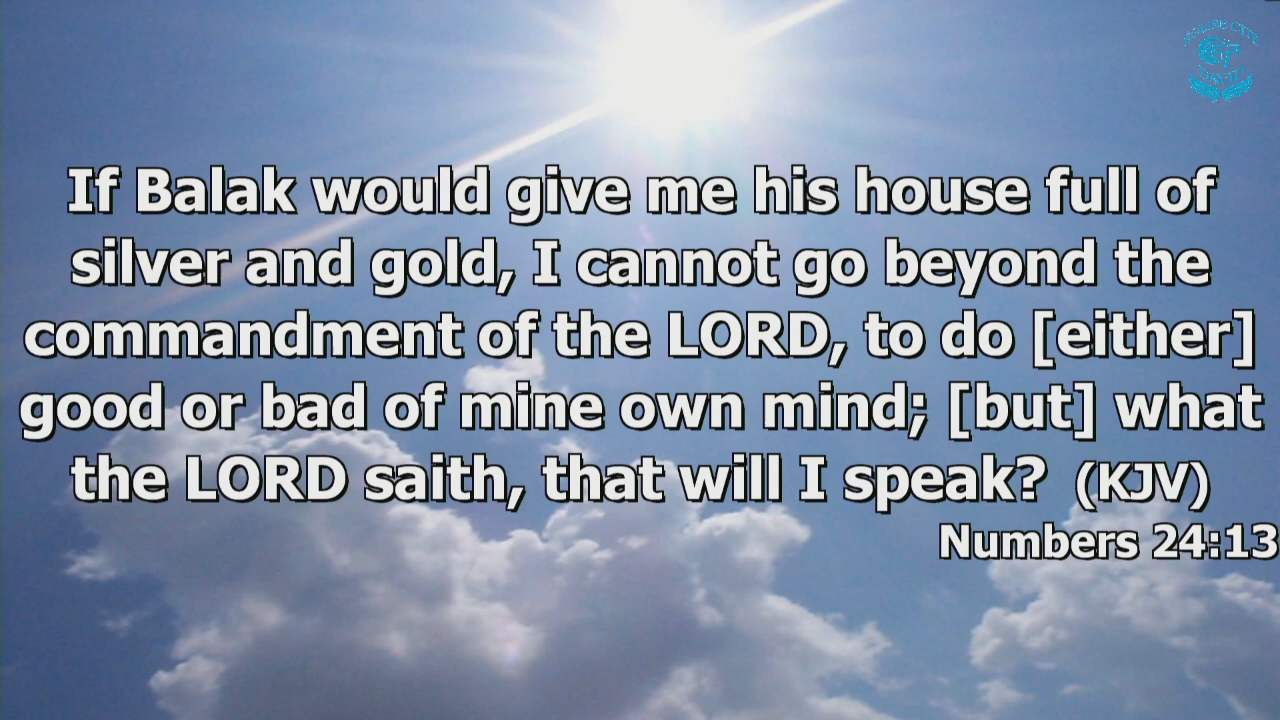 If Balak would give me his house full of
silver and gold, I cannot go beyond the
commandment of the LORD, to do [either]
good or bad of mine own mind; [but] what
the LORD saith, that will I speak? (KJV)
Numbers 24:13